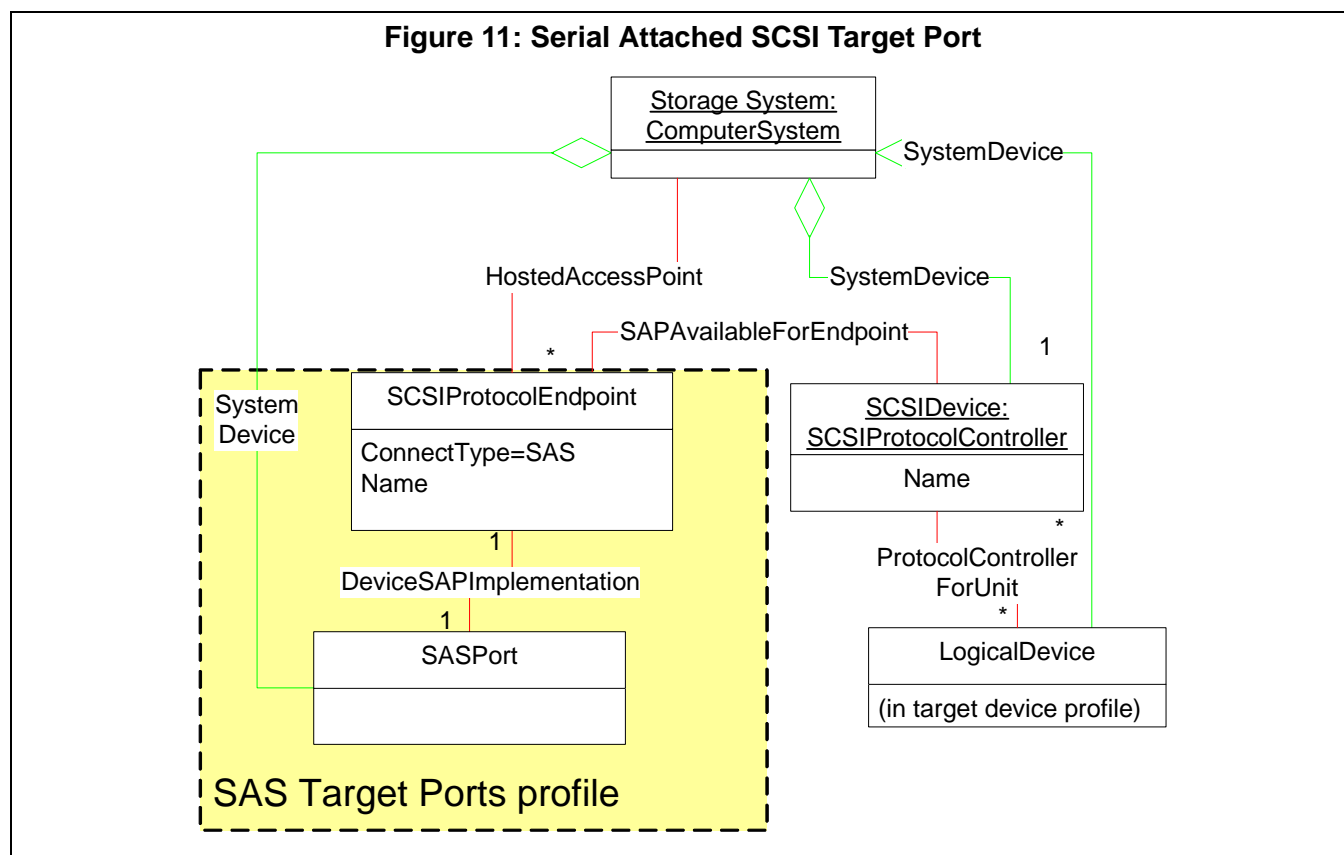 Figure 11: Serial Attached SCSI Target Port
Storage System:
ComputerSystem
SystemDevice
HostedAccessPoint
SystemDevice
SAPAvailableForEndpoint
*
1
System
Device
SCSIProtocolEndpoint
ConnectType=SAS
Name
SCSIDevice:
SCSIProtocolController
Name
1
*
DeviceSAPImplementation
ProtocolController
ForUnit
1
*
SASPort
LogicalDevice
(in target device profile)
SAS Target Ports profile